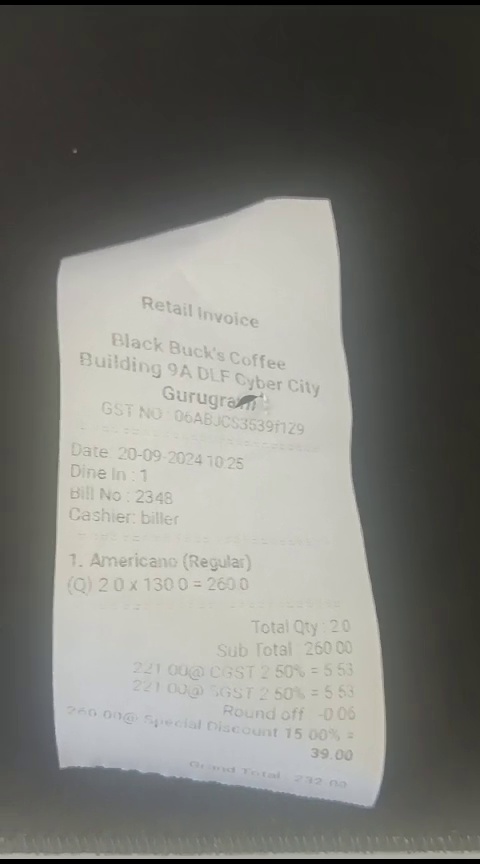 Retail Invoice
Black Buck's Coffee
Building 9A DLF Cyber City
Gurugram
GST NO : 06ABJCS3539f129
Date: 20-09-2024 10:25
Dine In : 1
Bill No : 2348
Cashier: biller
1. Americano (Regular)
(Q) 2.0 x 130.0 = 260.0
Total Qty : 2.0
Sub Total : 260.00
221.00@ CGST 2.50% = 5.53
221.00@ SGST 2.50% = 5.53
Round off : -0.06
260.00@ Special Discount 15.00% =
39.00
Grand Total : 232.00